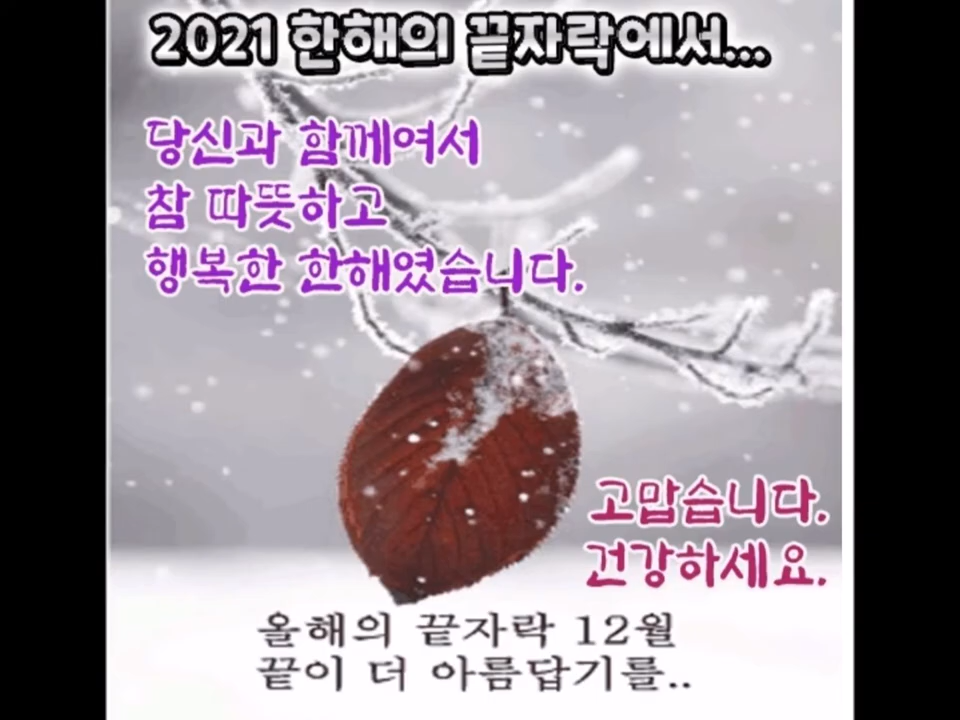 2021 한해의 끝자락에서...
당신과 함께여서
참 따뜻하고
행복한 한해였습니다.
고맙습니다.
건강하세요.
올해의 끝자락 12월
끝이 더 아름답기를..